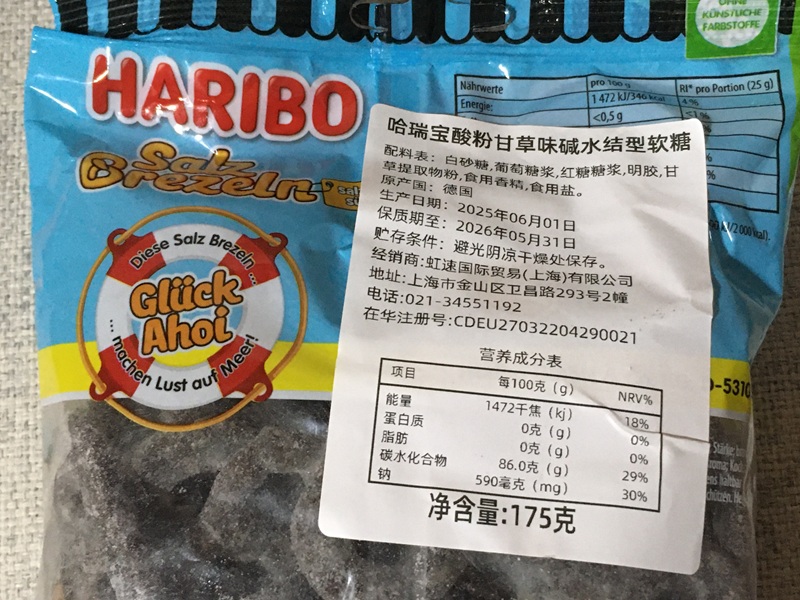 OHNE
KÜNSTLICHE
FARBSTOFFE
HARIBO
Salz
Brezeln
Diese Salz Brezeln ...
Glück
Ahoi
... machen Lust auf Meer!
Nährwerte pro 100 g RI* pro Portion (25 g)
Energie: 1 472 kJ/346 kcal 4 %
<0,5 g
哈瑞宝酸粉甘草味碱水结型软糖
配料表：白砂糖,葡萄糖浆,红糖糖浆,明胶,甘
草提取物粉,食用香精,食用盐。
原产国：德国
生产日期：2025年06月01日
保质期至：2026年05月31日
贮存条件：避光阴凉干燥处保存。
经销商:虹速国际贸易(上海)有限公司
地址:上海市金山区卫昌路293号2幢
电话:021-34551192
在华注册号:CDEU27032204290021
营养成分表
项目 每100克（g） NRV%
能量 1472千焦（kj） 18%
蛋白质 0克（g） 0%
脂肪 0克（g） 0%
碳水化合物 86.0克（g） 29%
钠 590毫克（mg） 30%
净含量:175克